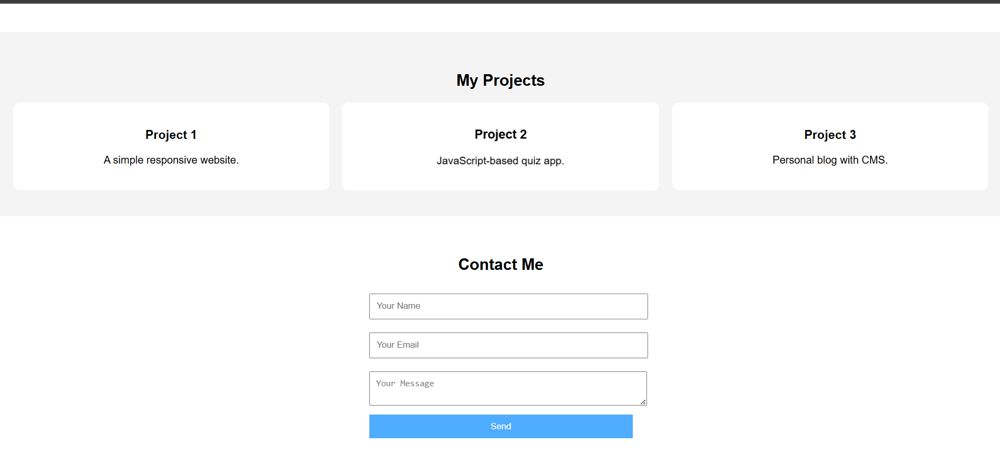 My Projects
Project 1
A simple responsive website.
Project 2
JavaScript-based quiz app.
Project 3
Personal blog with CMS.
Contact Me
Your Name
Your Email
Your Message
Send